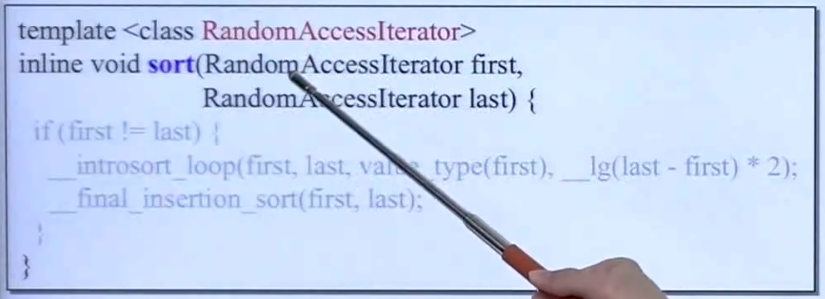 template <class RandomAccessIterator>
inline void sort(RandomAccessIterator first,
RandomAccessIterator last) {
if (first != last) {
__introsort_loop(first, last, value_type(first), __lg(last - first) * 2);
__final_insertion_sort(first, last);
}
}